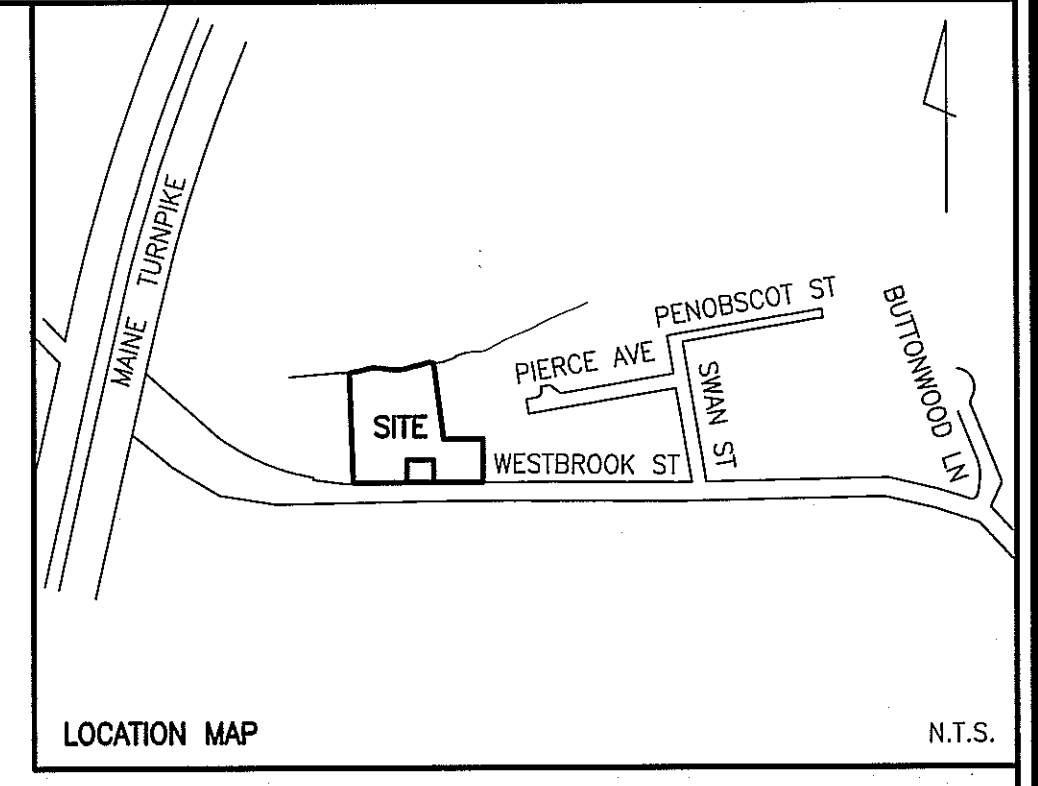 MAINE TURNPIKE
PENOBSCOT ST
BUTTONWOOD LN
PIERCE AVE
SWAN ST
SITE
WESTBROOK ST
LOCATION MAP
N.T.S.